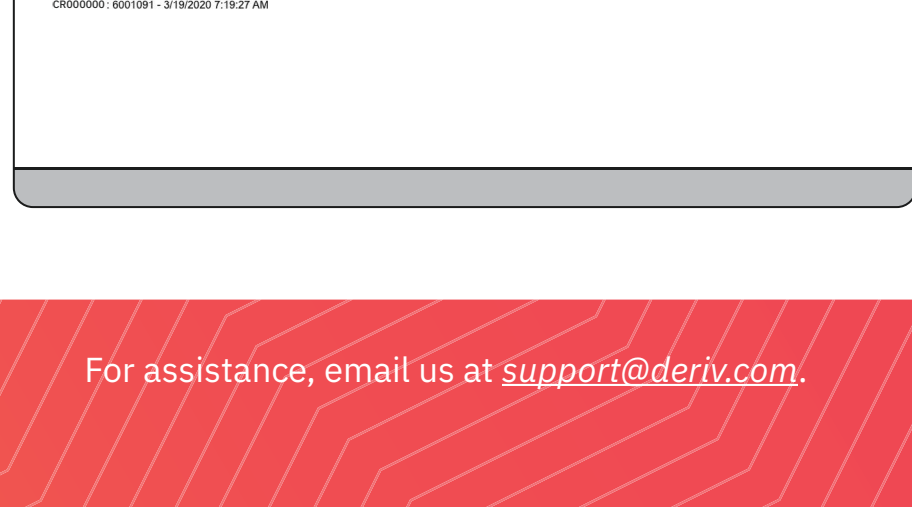 CR000000 : 6001091 - 3/19/2020 7:19:27 AM
For assistance, email us at support@deriv.com.